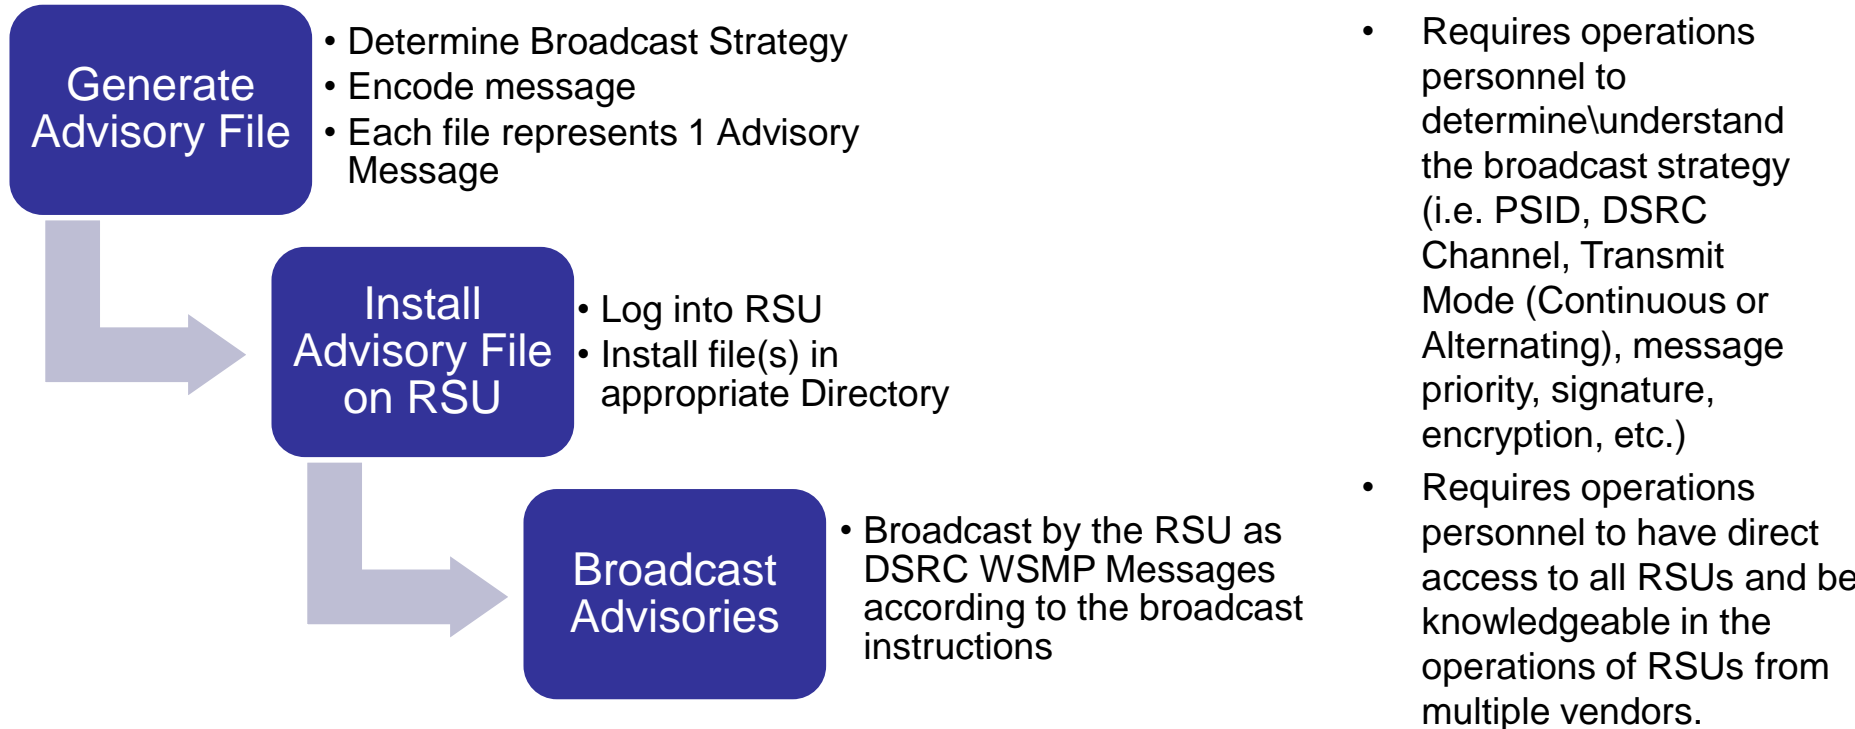 Generate
Advisory File
• Determine Broadcast Strategy
• Encode message
• Each file represents 1 Advisory
Message
Install
Advisory File
on RSU
• Log into RSU
• Install file(s) in
appropriate Directory
Broadcast
Advisories
• Broadcast by the RSU as
DSRC WSMP Messages
according to the broadcast
instructions
• Requires operations
personnel to
determine\understand
the broadcast strategy
(i.e. PSID, DSRC
Channel, Transmit
Mode (Continuous or
Alternating), message
priority, signature,
encryption, etc.)
• Requires operations
personnel to have direct
access to all RSUs and be
knowledgeable in the
operations of RSUs from
multiple vendors.